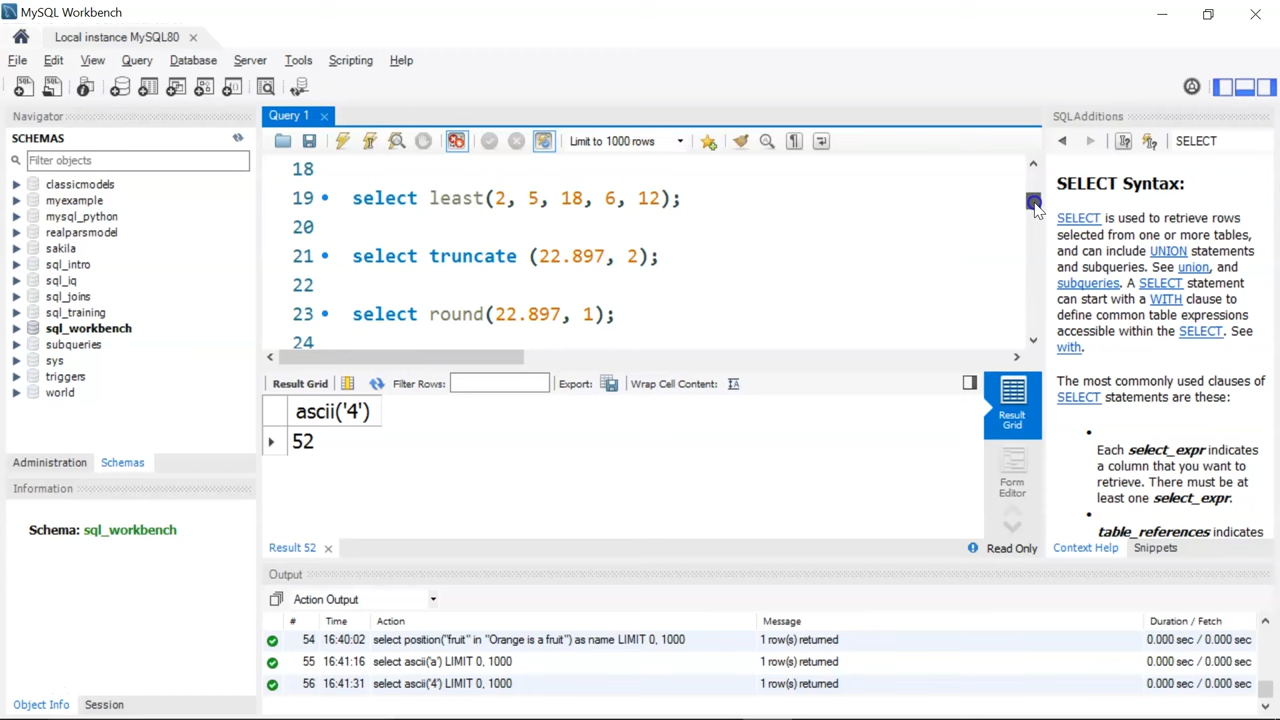 MySQL Workbench
Local instance MySQL80
File Edit View Query Database Server Tools Scripting Help
Navigator
SCHEMAS
Filter objects
classicmodels
myexample
mysql_python
realparsmodel
sakila
sql_intro
sql_iq
sql_joins
sql_training
sql_workbench
subqueries
sys
triggers
world
Administration Schemas
Information
Schema: sql_workbench
Object Info Session
Query 1
Limit to 1000 rows
18
19 select least(2, 5, 18, 6, 12);
20
21 select truncate (22.897, 2);
22
23 select round(22.897, 1);
24
Result Grid Filter Rows: Export: Wrap Cell Content:
ascii('4')
52
Result Grid
Form Editor
Result 52
Read Only
SQLAdditions
SELECT
SELECT Syntax:
SELECT is used to retrieve rows
selected from one or more tables,
and can include UNION statements
and subqueries. See union, and
subqueries. A SELECT statement
can start with a WITH clause to
define common table expressions
accessible within the SELECT. See
with.
The most commonly used clauses of
SELECT statements are these:
Each select_expr indicates
a column that you want to
retrieve. There must be at
least one select_expr.
table_references indicates
Context Help Snippets
Output
Action Output
# Time Action Message Duration / Fetch
54 16:40:02 select position("fruit" in "Orange is a fruit") as name LIMIT 0, 1000 1 row(s) returned 0.000 sec / 0.000 sec
55 16:41:16 select ascii('a') LIMIT 0, 1000 1 row(s) returned 0.000 sec / 0.000 sec
56 16:41:31 select ascii('4') LIMIT 0, 1000 1 row(s) returned 0.000 sec / 0.000 sec